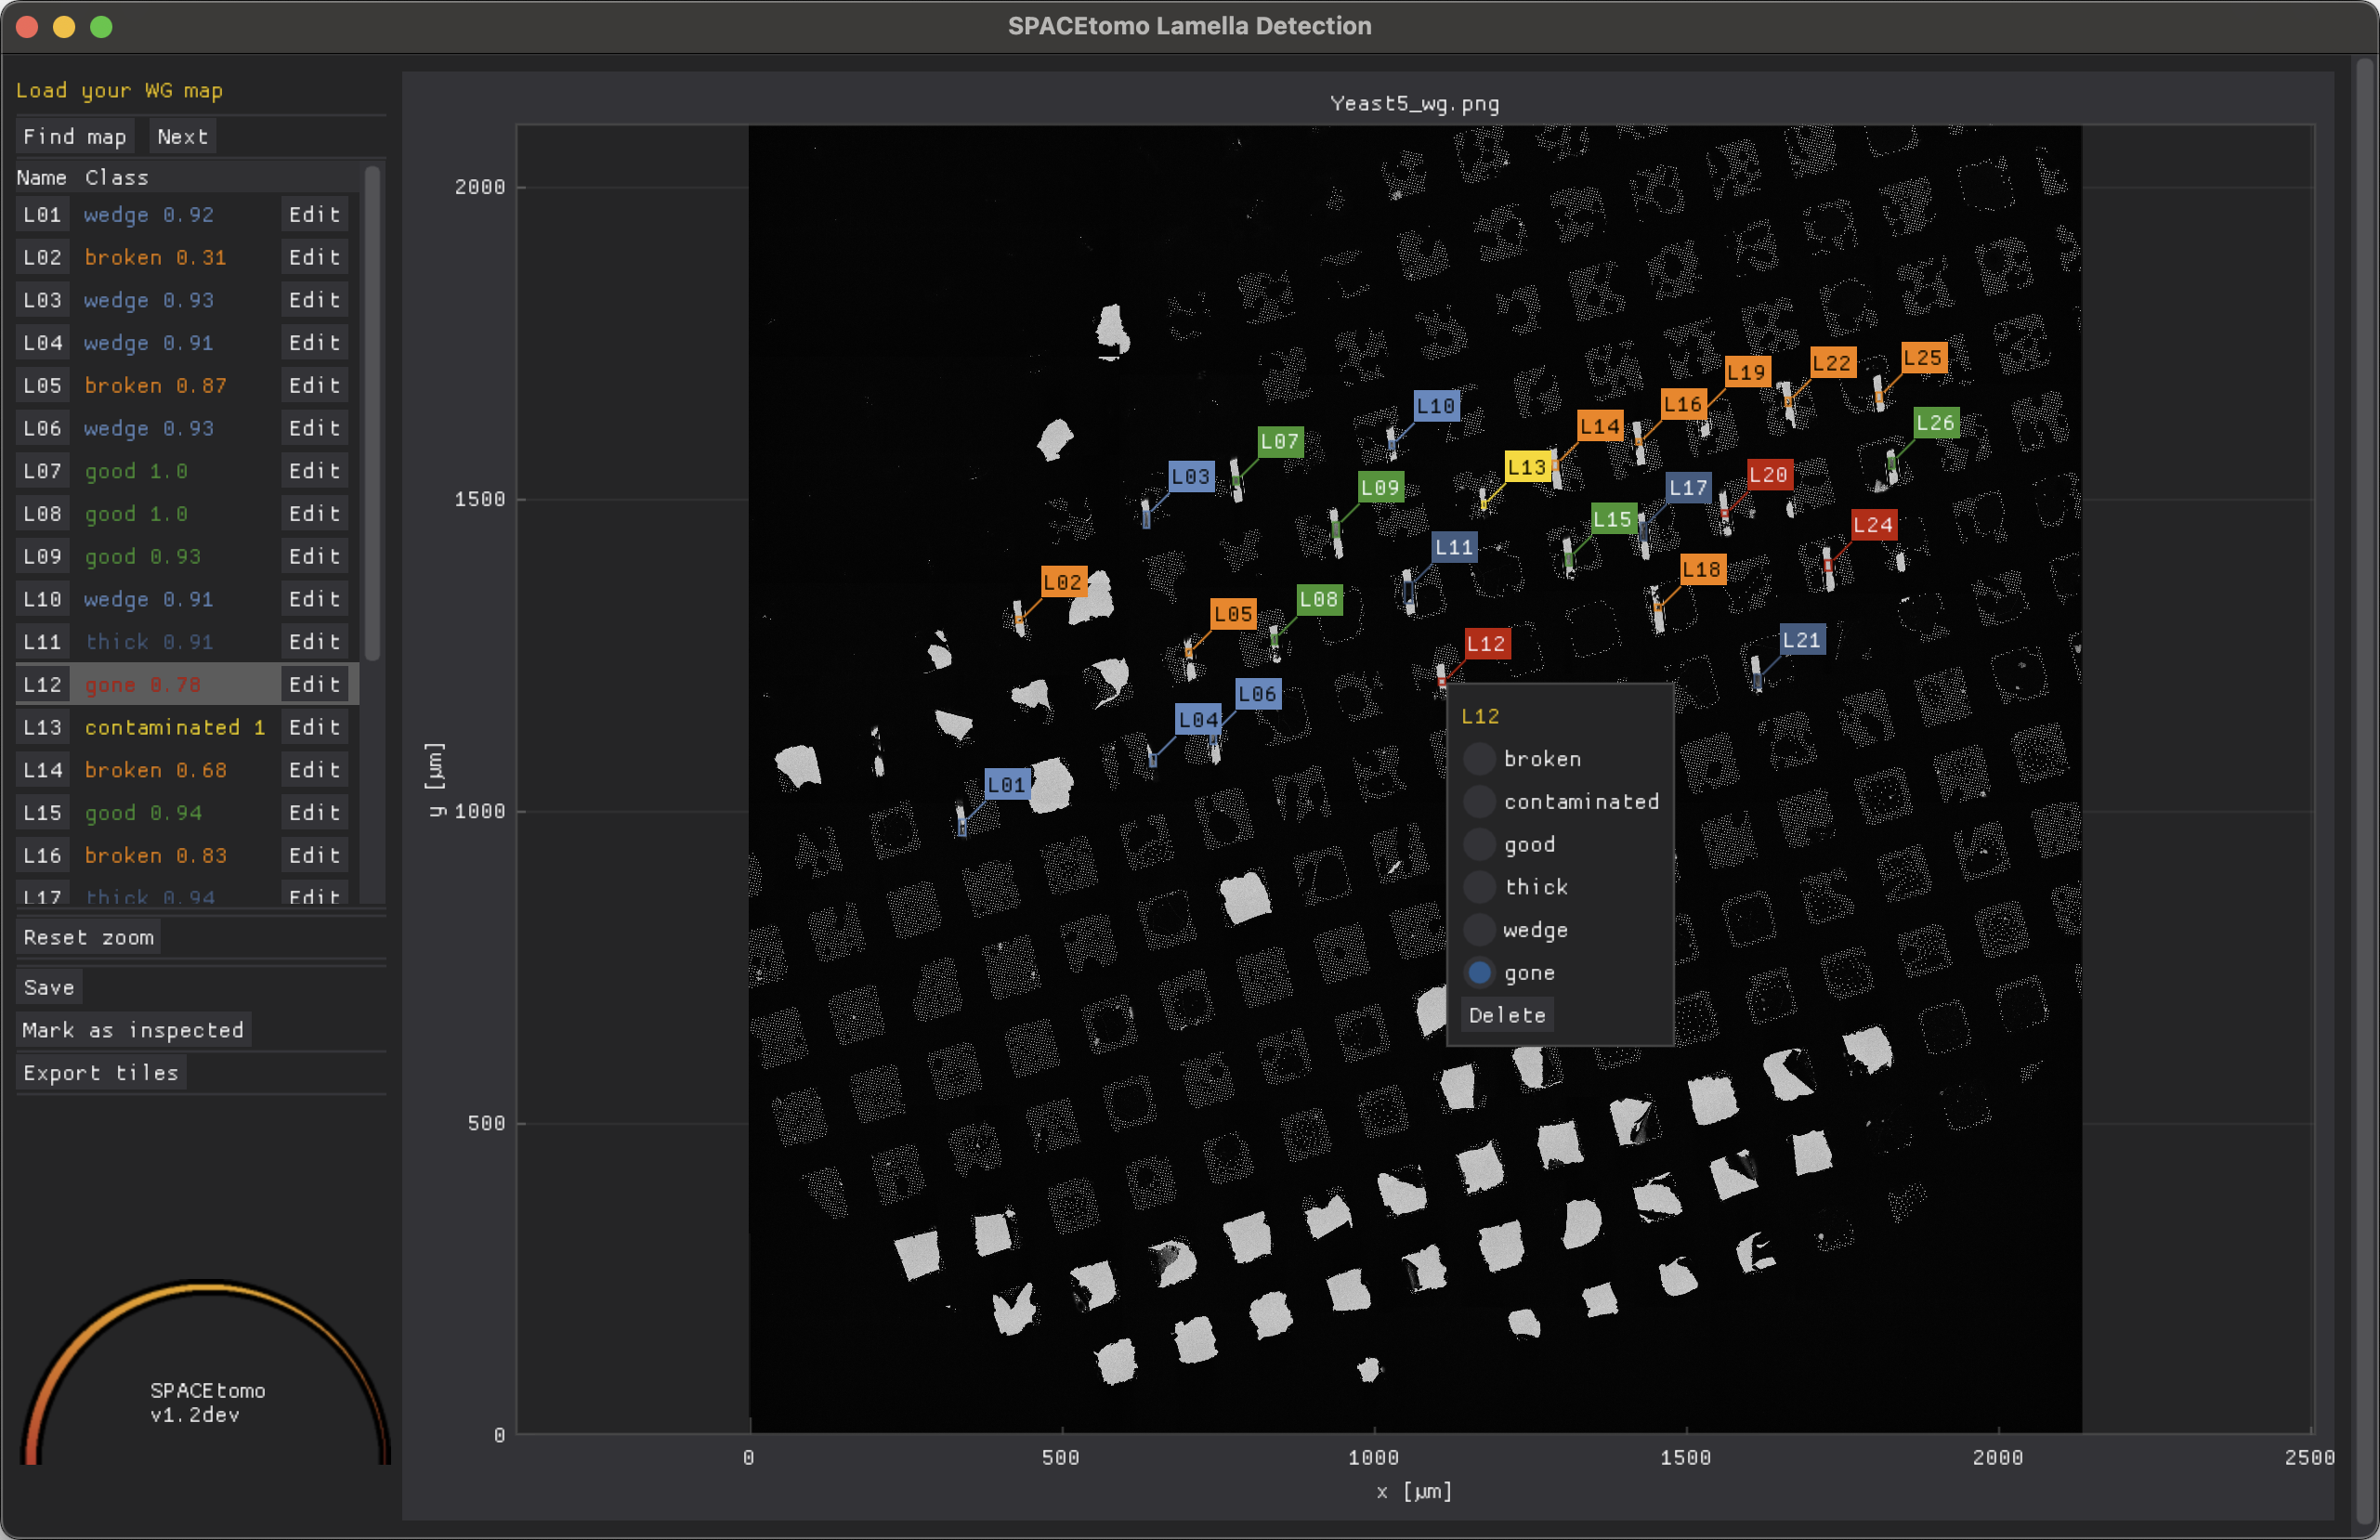 SPACEtomo Lamella Detection
Load your WG map
Find map Next
Name Class
L01 wedge 0.92 Edit
L02 broken 0.31 Edit
L03 wedge 0.93 Edit
L04 wedge 0.91 Edit
L05 broken 0.87 Edit
L06 wedge 0.93 Edit
L07 good 1.0 Edit
L08 good 1.0 Edit
L09 good 0.93 Edit
L10 wedge 0.91 Edit
L11 thick 0.91 Edit
L12 gone 0.78 Edit
L13 contaminated 1 Edit
L14 broken 0.68 Edit
L15 good 0.94 Edit
L16 broken 0.83 Edit
L17 thick 0.94 Edit
Reset zoom
Save
Mark as inspected
Export tiles
SPACEtomo
v1.2dev
Yeast5_wg.png
2000
1500
1000
500
0
y [µm]
L25
L22
L19
L16
L10
L26
L14
L07
L13
L03
L20
L09
L17
L15
L24
L11
L18
L02
L08
L05
L21
L12
L06
L04
L01
L12
broken
contaminated
good
thick
wedge
gone
Delete
0 500 1000 1500 2000 2500
x [µm]